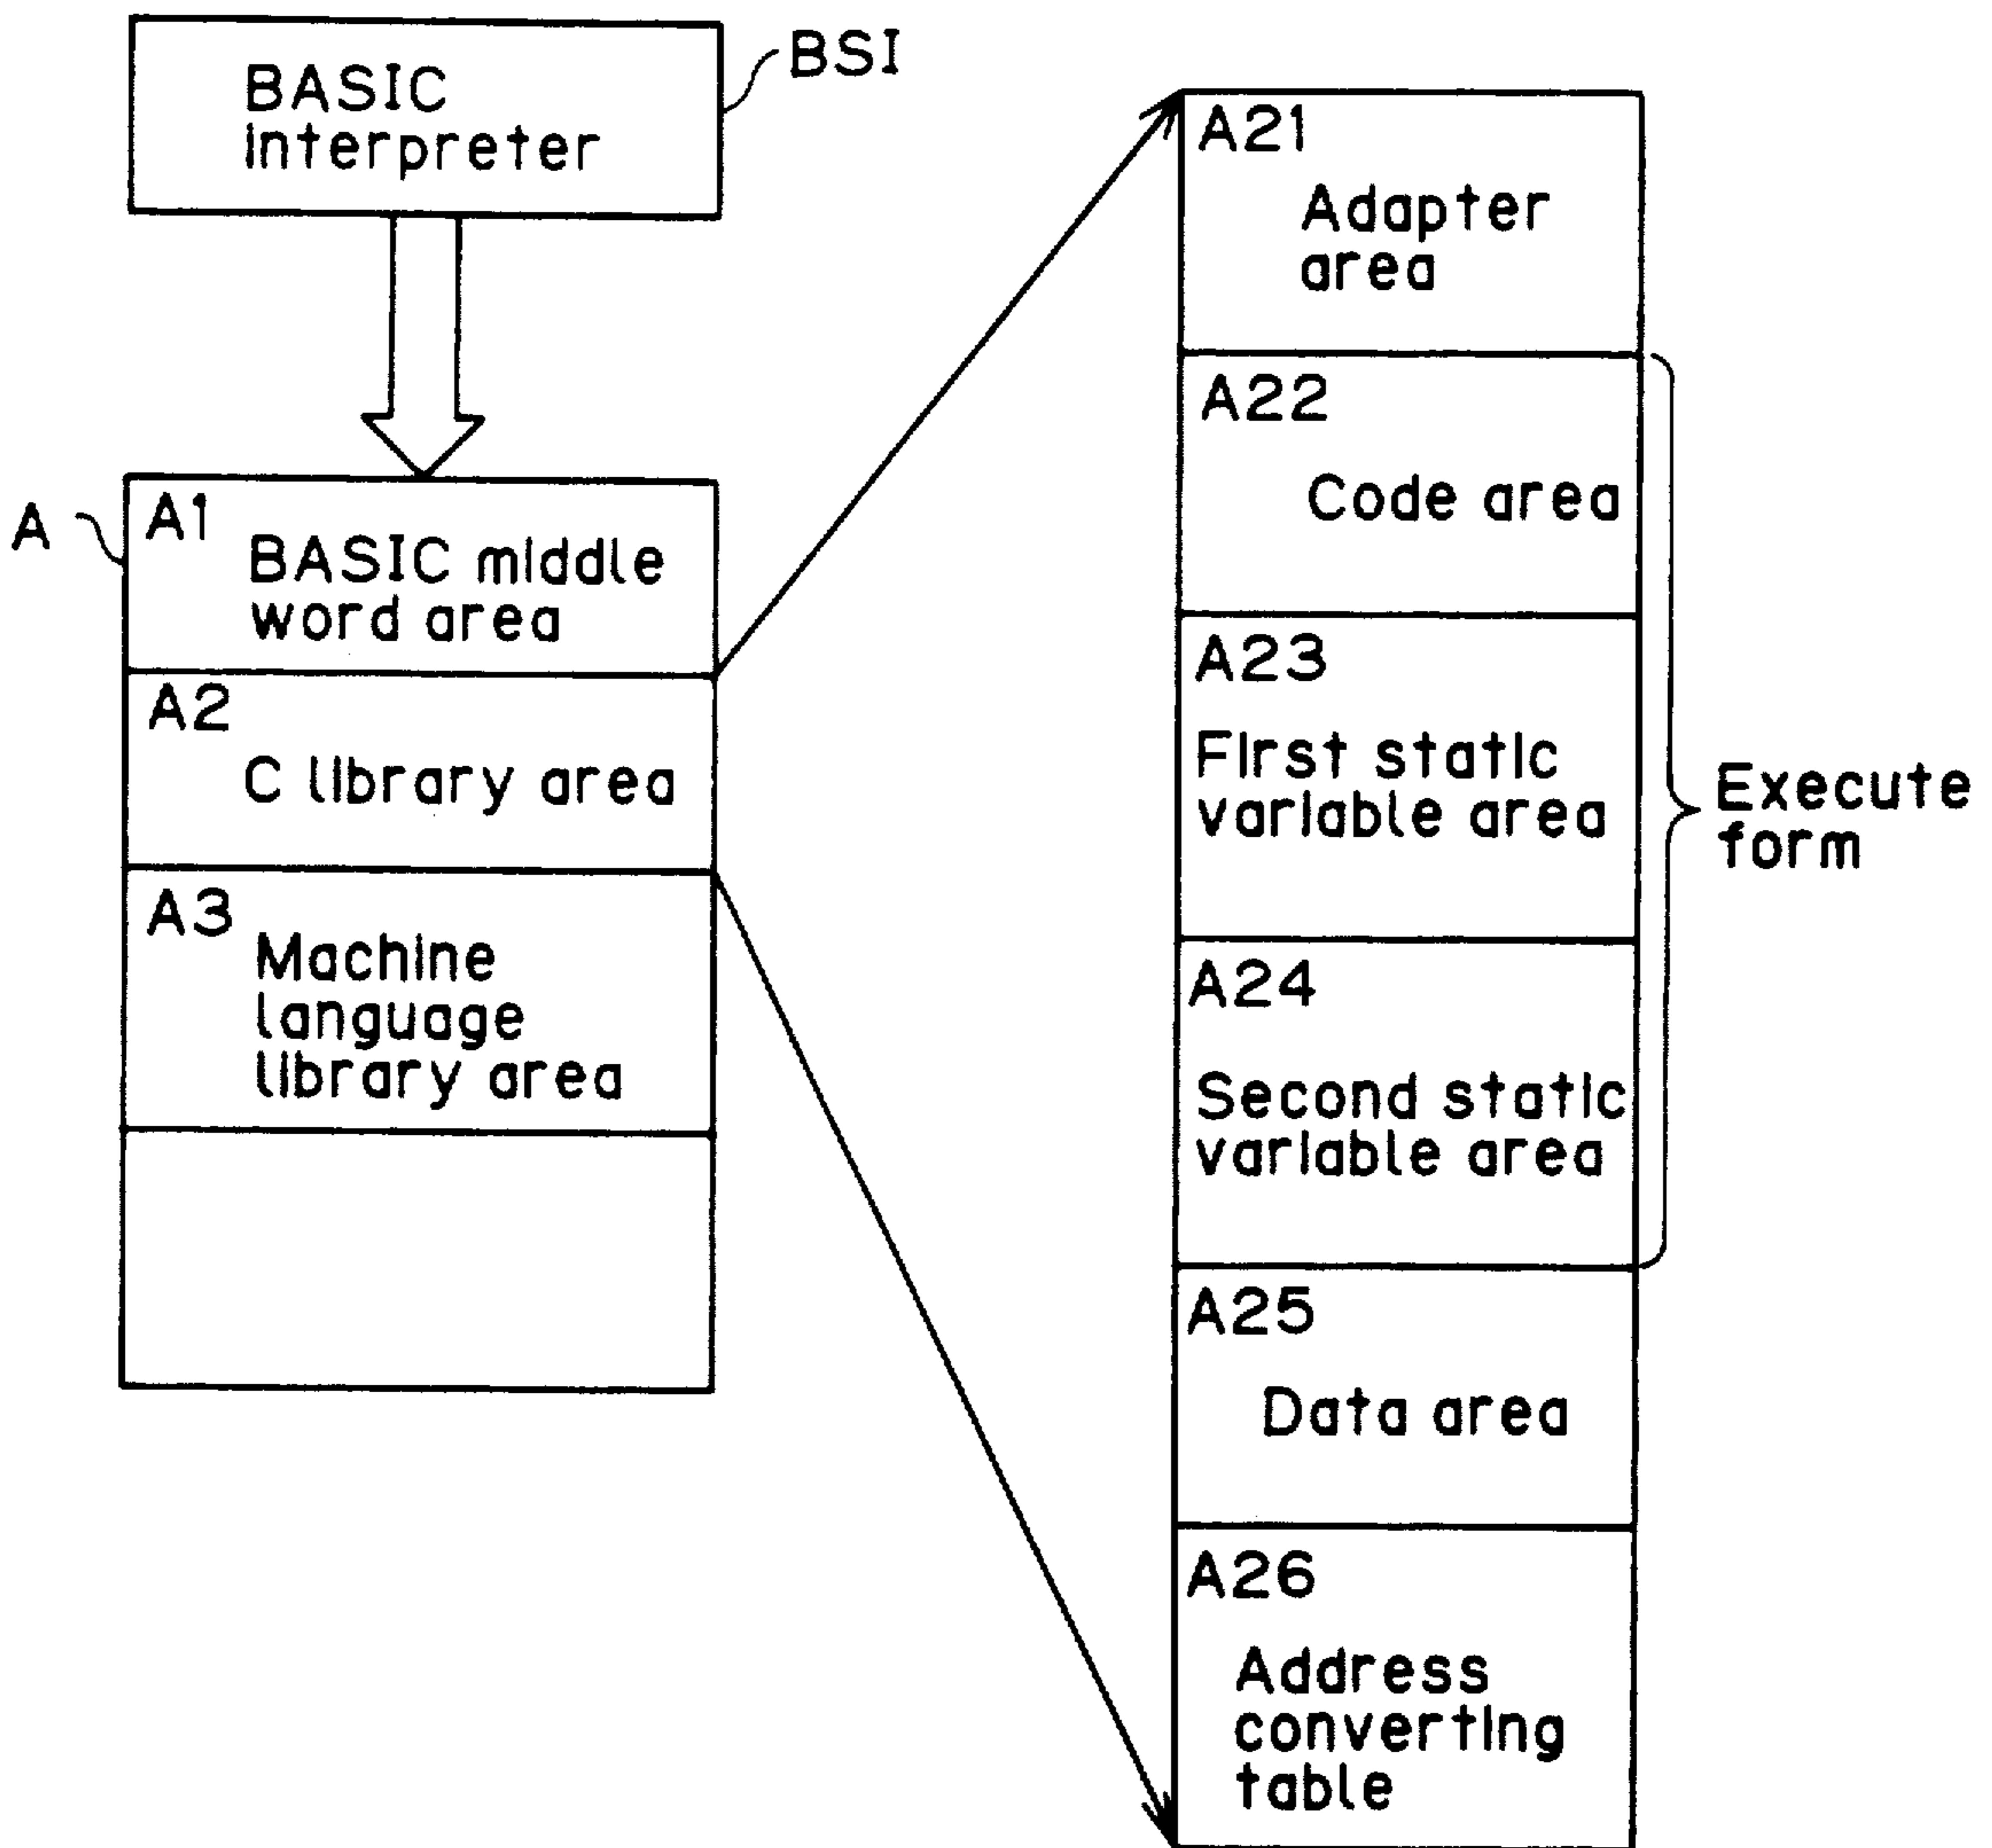 BASIC
interpreter
BSI
A
A1
BASIC middle
word area
A2
C library area
A3
Machine
language
library area
A21
Adapter
area
A22
Code area
A23
First static
variable area
A24
Second static
variable area
Execute
form
A25
Data area
A26
Address
converting
table